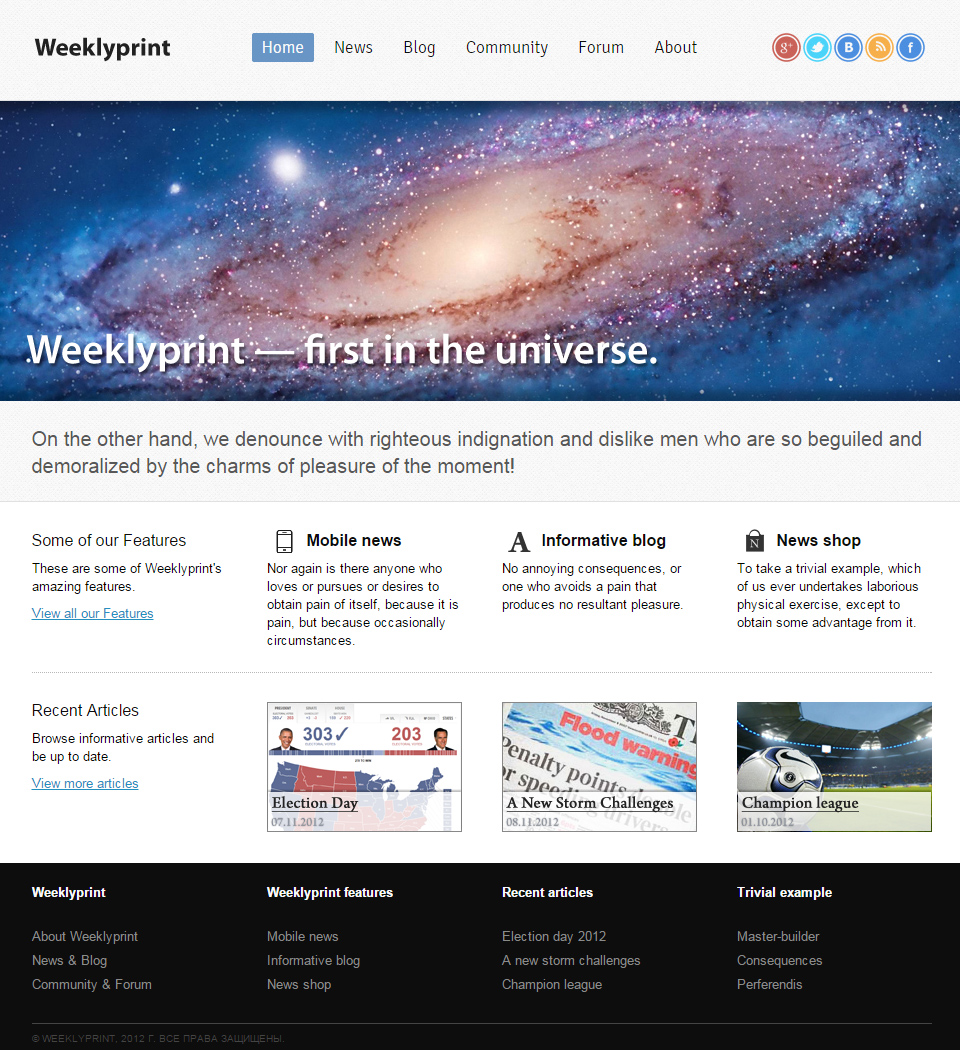 Weeklyprint
Home News Blog Community Forum About
Weeklyprint — first in the universe.
On the other hand, we denounce with righteous indignation and dislike men who are so beguiled and
demoralized by the charms of pleasure of the moment!
Some of our Features
These are some of Weeklyprint's
amazing features.
View all our Features
Mobile news
Nor again is there anyone who
loves or pursues or desires to
obtain pain of itself, because it is
pain, but because occasionally
circumstances.
A Informative blog
No annoying consequences, or
one who avoids a pain that
produces no resultant pleasure.
N News shop
To take a trivial example, which
of us ever undertakes laborious
physical exercise, except to
obtain some advantage from it.
Recent Articles
Browse informative articles and
be up to date.
View more articles
303✓ 203
Election Day
07.11.2012
Flood warning
Penalty points
or speeding drivers
A New Storm Challenges
08.11.2012
Champion league
01.10.2012
Weeklyprint
About Weeklyprint
News & Blog
Community & Forum
Weeklyprint features
Mobile news
Informative blog
News shop
Recent articles
Election day 2012
A new storm challenges
Champion league
Trivial example
Master-builder
Consequences
Perferendis
© WEEKLYPRINT, 2012 Г. ВСЕ ПРАВА ЗАЩИЩЕНЫ.